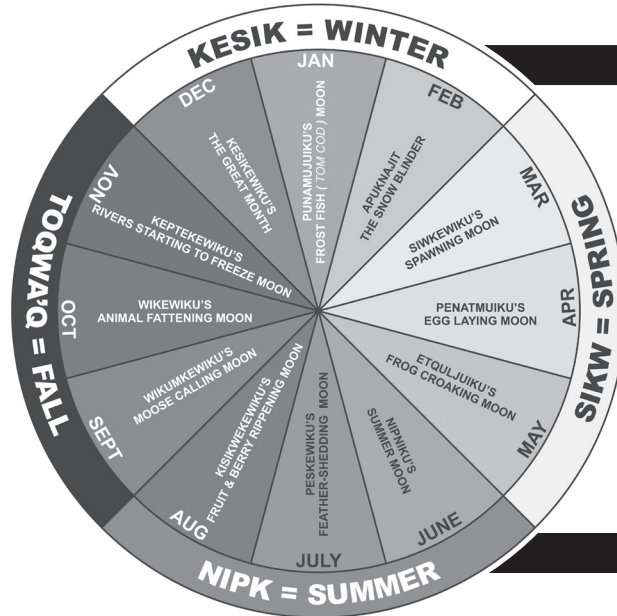 KESIK = WINTER
JAN
PUNAMUJUIKU'S
FROST FISH ( TOM COD ) MOON
FEB
APUKNAJIT
THE SNOW BLINDER
SIKW = SPRING
MAR
SIWKEWIKU'S
SPAWNING MOON
APR
PENATMUIKU'S
EGG LAYING MOON
MAY
ETQULJUIKU'S
FROG CROAKING MOON
NIPK = SUMMER
JUNE
NIPNIKU'S
SUMMER MOON
JULY
PESKEWIKU'S
FEATHER-SHEDDING MOON
AUG
KISIKWEKEWIKU'S
FRUIT & BERRY RIPPENING MOON
TOQWA'Q = FALL
SEPT
WIKUMKEWIKU'S
MOOSE CALLING MOON
OCT
WIKEWIKU'S
ANIMAL FATTENING MOON
NOV
KEPTEKEWIKU'S
RIVERS STARTING TO FREEZE MOON
DEC
KESIKEWIKU'S
THE GREAT MONTH